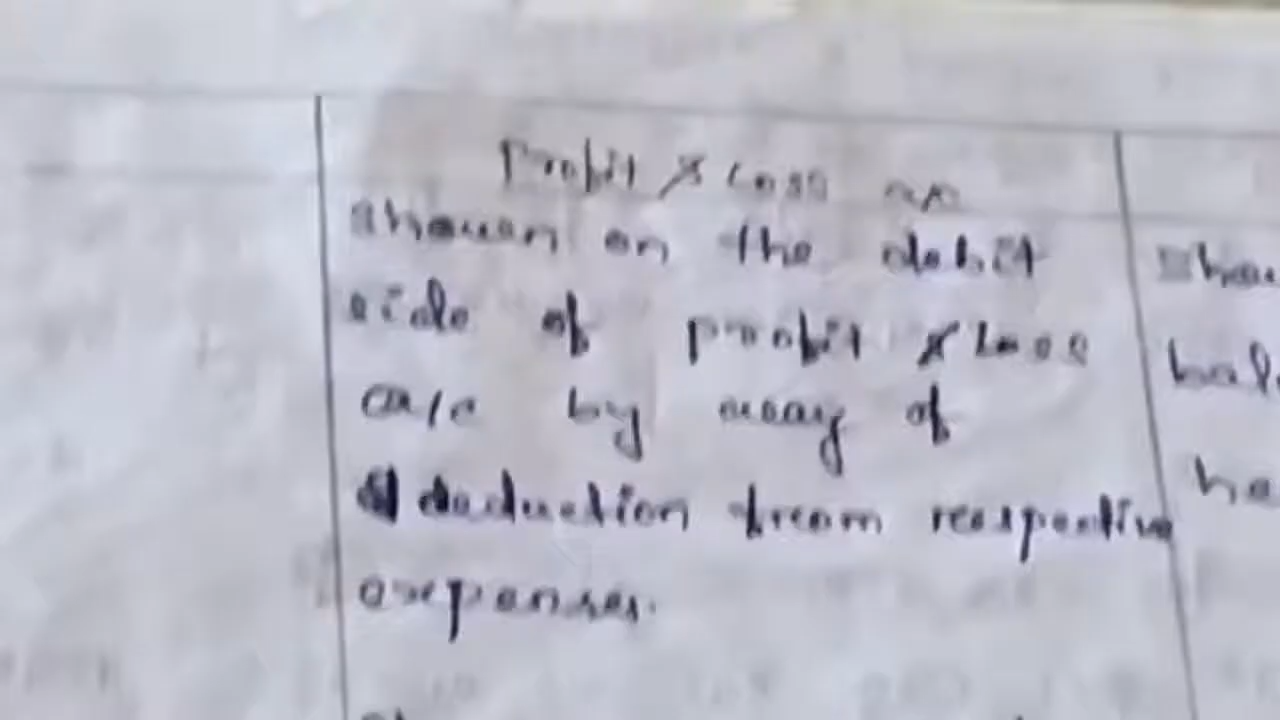 Profit & Loss
shown on the debit
side of profit & Loss
a/c by way of
deduction from respective
expenses.